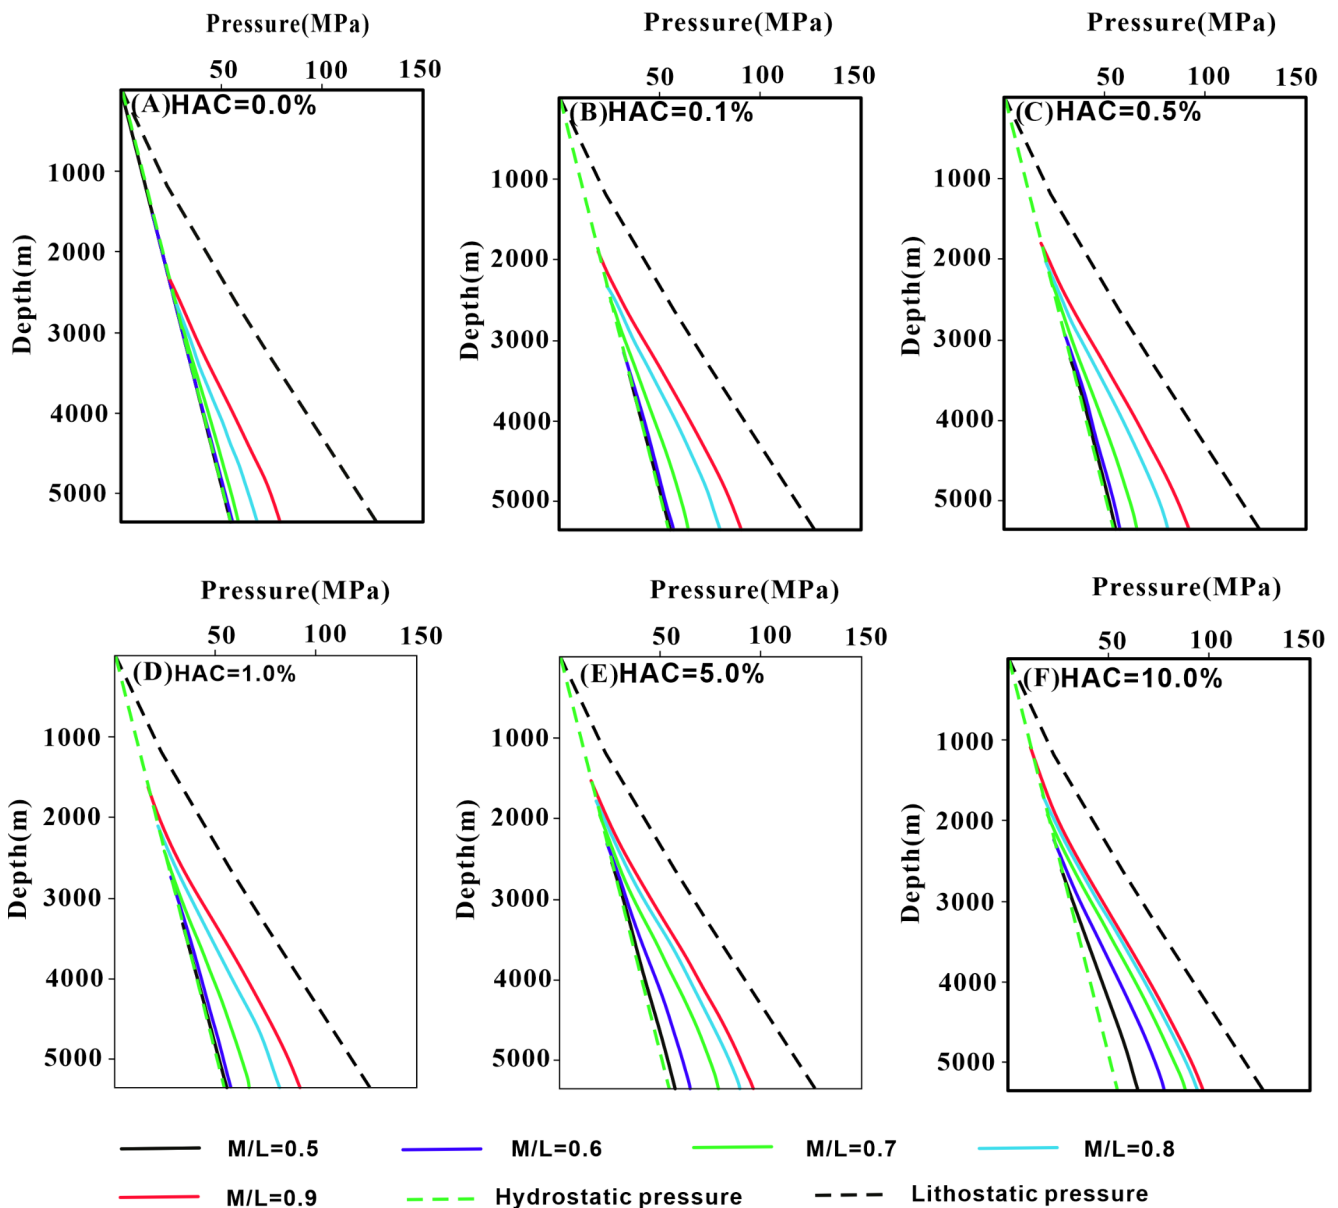 Pressure(MPa)
50 100 150
(A)HAC=0.0%
1000
2000
3000
4000
5000
Depth(m)
Pressure(MPa)
50 100 150
(B)HAC=0.1%
1000
2000
3000
4000
5000
Depth(m)
Pressure(MPa)
50 100 150
(C)HAC=0.5%
1000
2000
3000
4000
5000
Depth(m)
Pressure(MPa)
50 100 150
(D)HAC=1.0%
1000
2000
3000
4000
5000
Depth(m)
Pressure(MPa)
50 100 150
(E)HAC=5.0%
1000
2000
3000
4000
5000
Depth(m)
Pressure(MPa)
50 100 150
(F)HAC=10.0%
1000
2000
3000
4000
5000
Depth(m)
M/L=0.5 M/L=0.6 M/L=0.7 M/L=0.8
M/L=0.9 Hydrostatic pressure Lithostatic pressure